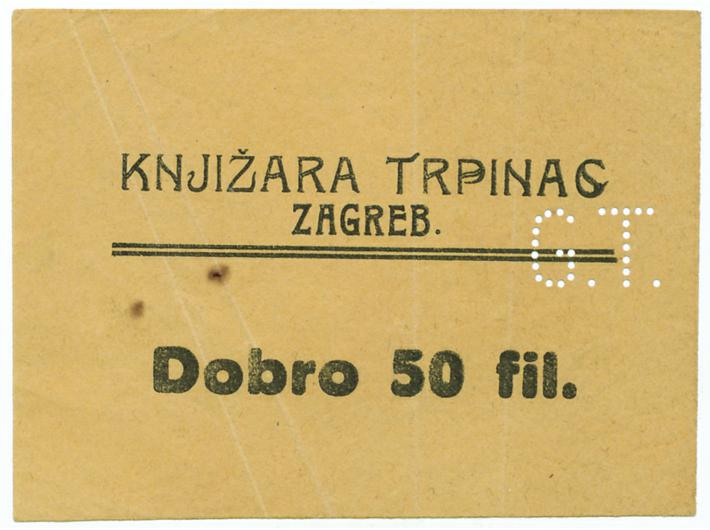 KNJIŽARA TRPINAC
ZAGREB.
G.T.
Dobro 50 fil.